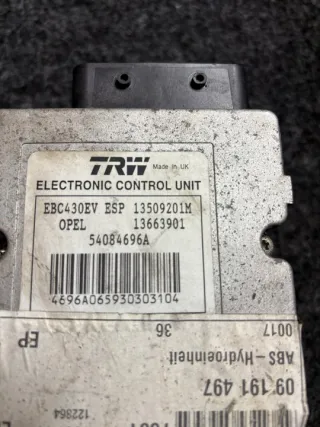 TRW Made in UK
ELECTRONIC CONTROL UNIT
EBC430EV ESP 13509201M
OPEL 13663901
54084696A
4696A065930303104
0017
36
EP
ABS-Hydroeinheit
09 191 497
122864